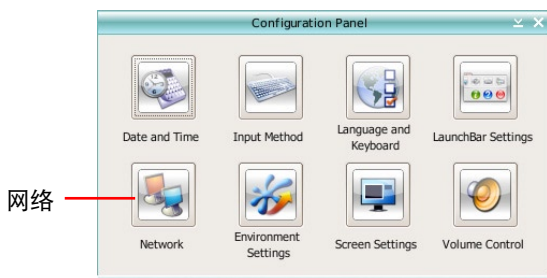 Configuration Panel
Date and Time
Input Method
Language and
Keyboard
LaunchBar Settings
网络
Network
Environment
Settings
Screen Settings
Volume Control